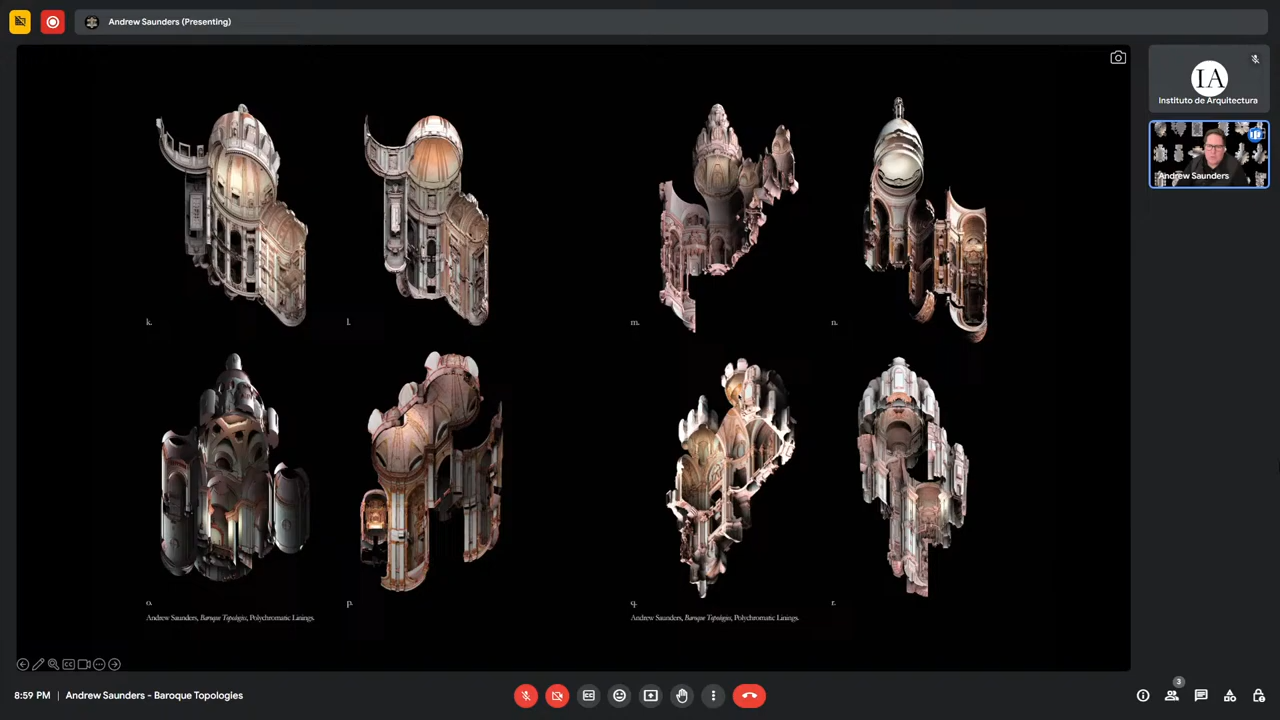 Andrew Saunders (Presenting)
IA
Instituto de Arquitectura
Andrew Saunders
k.
l.
m.
n.
o.
p.
q.
r.
Andrew Saunders, Baroque Topologies, Polychromatic Linings.
Andrew Saunders, Baroque Topologies, Polychromatic Linings.
CC
8:59 PM | Andrew Saunders - Baroque Topologies
3